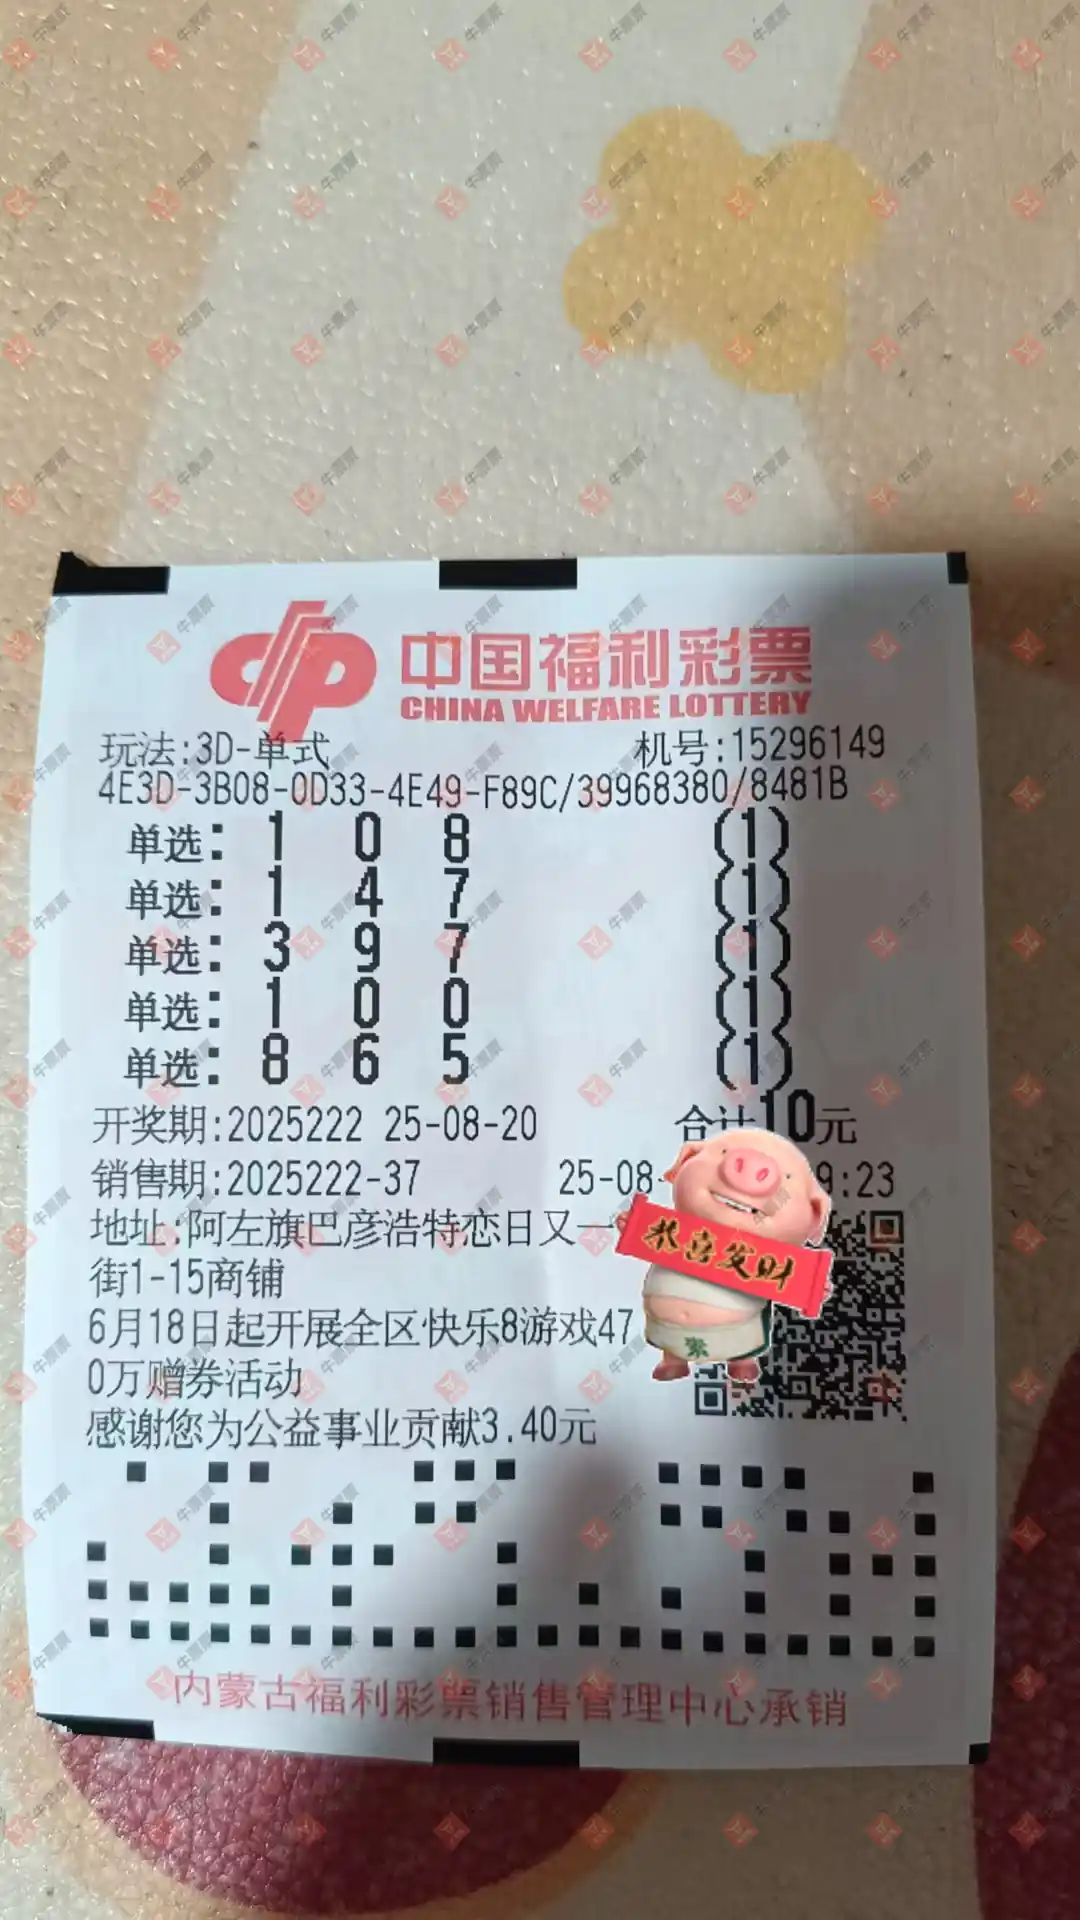 中国福利彩票
CHINA WELFARE LOTTERY
玩法:3D-单式 机号:15296149
4E3D-3B08-0D33-4E49-F89C/39968380/8481B
单选: 1 0 8 (1)
单选: 1 4 7 (1)
单选: 3 9 7 (1)
单选: 1 0 0 (1)
单选: 8 6 5 (1)
开奖期:2025222 25-08-20 合计10元
销售期:2025222-37 25-08- 9:23
地址:阿左旗巴彦浩特恋日又一
街1-15商铺
恭喜发财
6月18日起开展全区快乐8游戏47
0万赠券活动
感谢您为公益事业贡献3.40元
内蒙古福利彩票销售管理中心承销